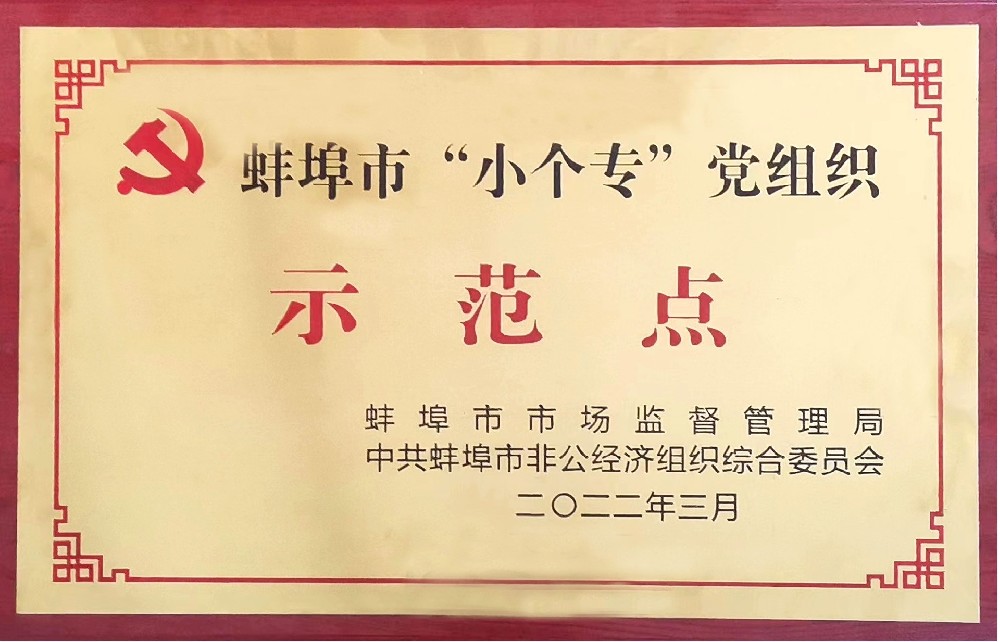 蚌埠市“小个专”党组织
示范点
蚌埠市市场监督管理局
中共蚌埠市非公经济组织综合委员会
二〇二二年三月